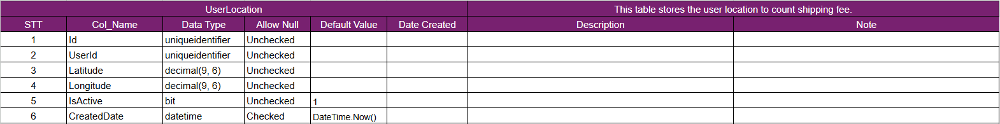 UserLocation This table stores the user location to count shipping fee.
STT Col_Name Data Type Allow Null Default Value Date Created Description Note
1 Id uniqueidentifier Unchecked
2 UserId uniqueidentifier Unchecked
3 Latitude decimal(9, 6) Unchecked
4 Longitude decimal(9, 6) Unchecked
5 IsActive bit Unchecked 1
6 CreatedDate datetime Checked DateTime.Now()